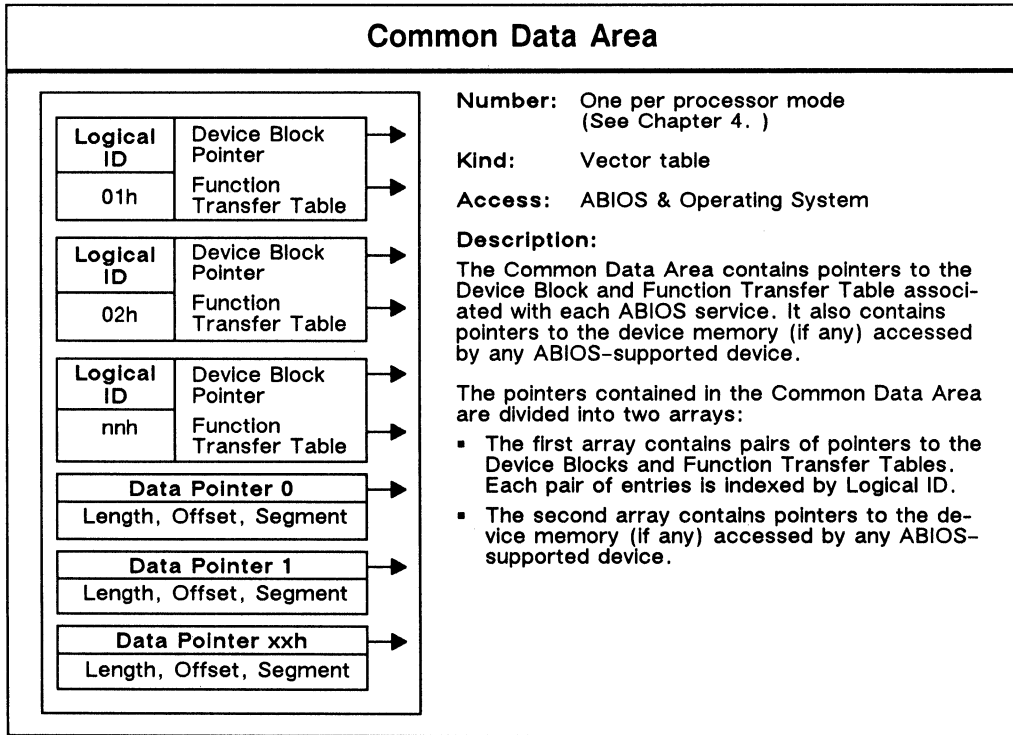 Common Data Area
Logical
ID
01h
Device Block
Pointer
Function
Transfer Table
Logical
ID
02h
Device Block
Pointer
Function
Transfer Table
Logical
ID
nnh
Device Block
Pointer
Function
Transfer Table
Data Pointer 0
Length, Offset, Segment
Data Pointer 1
Length, Offset, Segment
Data Pointer xxh
Length, Offset, Segment
Number: One per processor mode
(See Chapter 4. )
Kind: Vector table
Access: ABIOS & Operating System
Description:
The Common Data Area contains pointers to the
Device Block and Function Transfer Table associ-
ated with each ABIOS service. It also contains
pointers to the device memory (if any) accessed
by any ABIOS-supported device.
The pointers contained in the Common Data Area
are divided into two arrays:
▪ The first array contains pairs of pointers to the
Device Blocks and Function Transfer Tables.
Each pair of entries is indexed by Logical ID.
▪ The second array contains pointers to the de-
vice memory (if any) accessed by any ABIOS-
supported device.